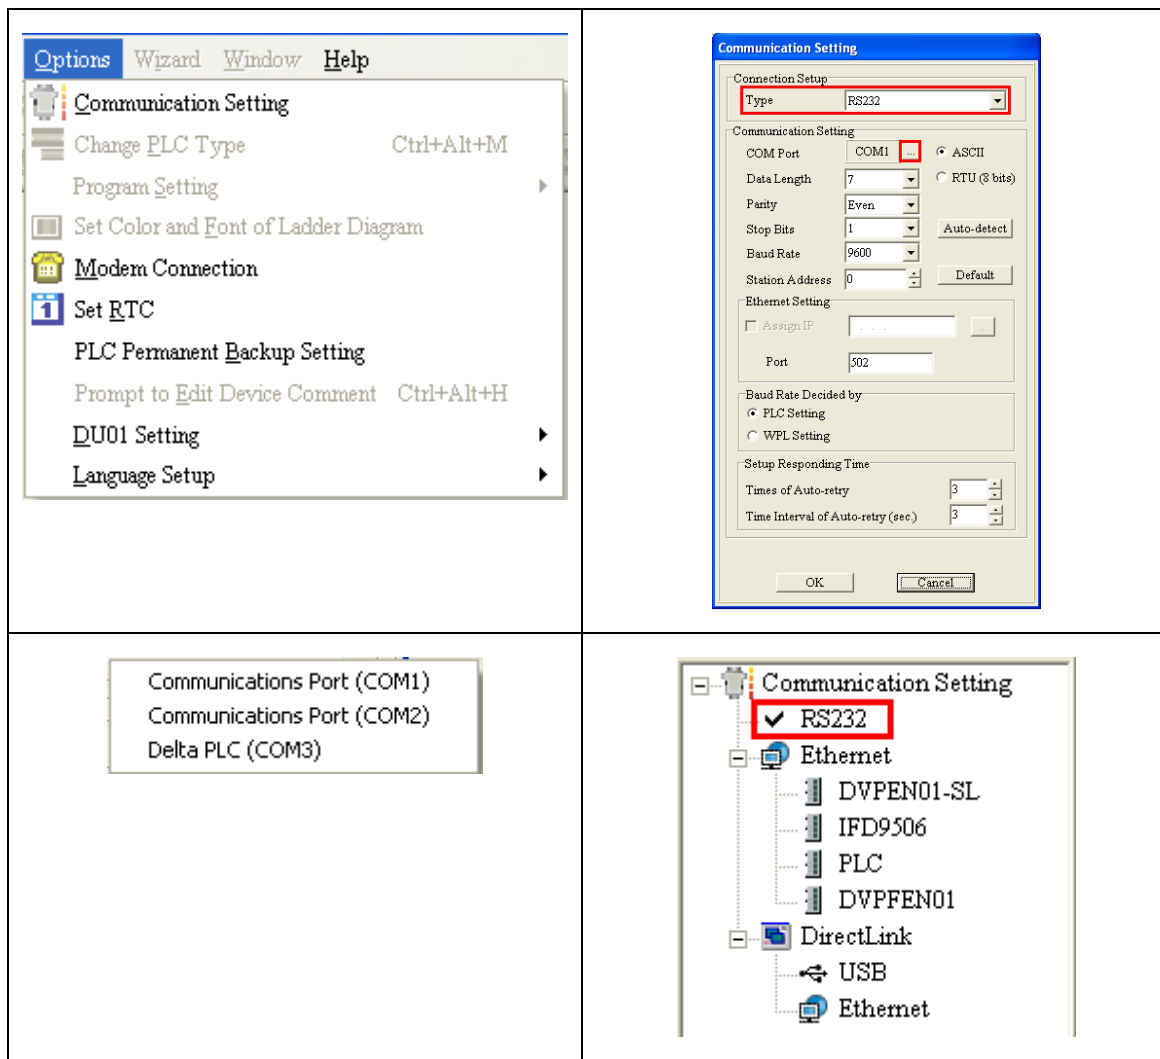 Options Wizard Window Help
Communication Setting
Change PLC Type Ctrl+Alt+M
Program Setting
Set Color and Font of Ladder Diagram
Modem Connection
1 Set RTC
PLC Permanent Backup Setting
Prompt to Edit Device Comment Ctrl+Alt+H
DU01 Setting
Language Setup
Communication Setting
Connection Setup
Type RS232
Communication Setting
COM Port COM1 ... ASCII
Data Length 7 RTU (8 bits)
Parity Even
Stop Bits 1 Auto-detect
Baud Rate 9600
Station Address 0 Default
Ethernet Setting
Assign IP . . . ...
Port 502
Baud Rate Decided by
PLC Setting
WPL Setting
Setup Responding Time
Times of Auto-retry 3
Time Interval of Auto-retry (sec.) 3
OK Cancel
Communications Port (COM1)
Communications Port (COM2)
Delta PLC (COM3)
Communication Setting
RS232
Ethernet
DVPEN01-SL
IFD9506
PLC
DVPFEN01
DirectLink
USB
Ethernet